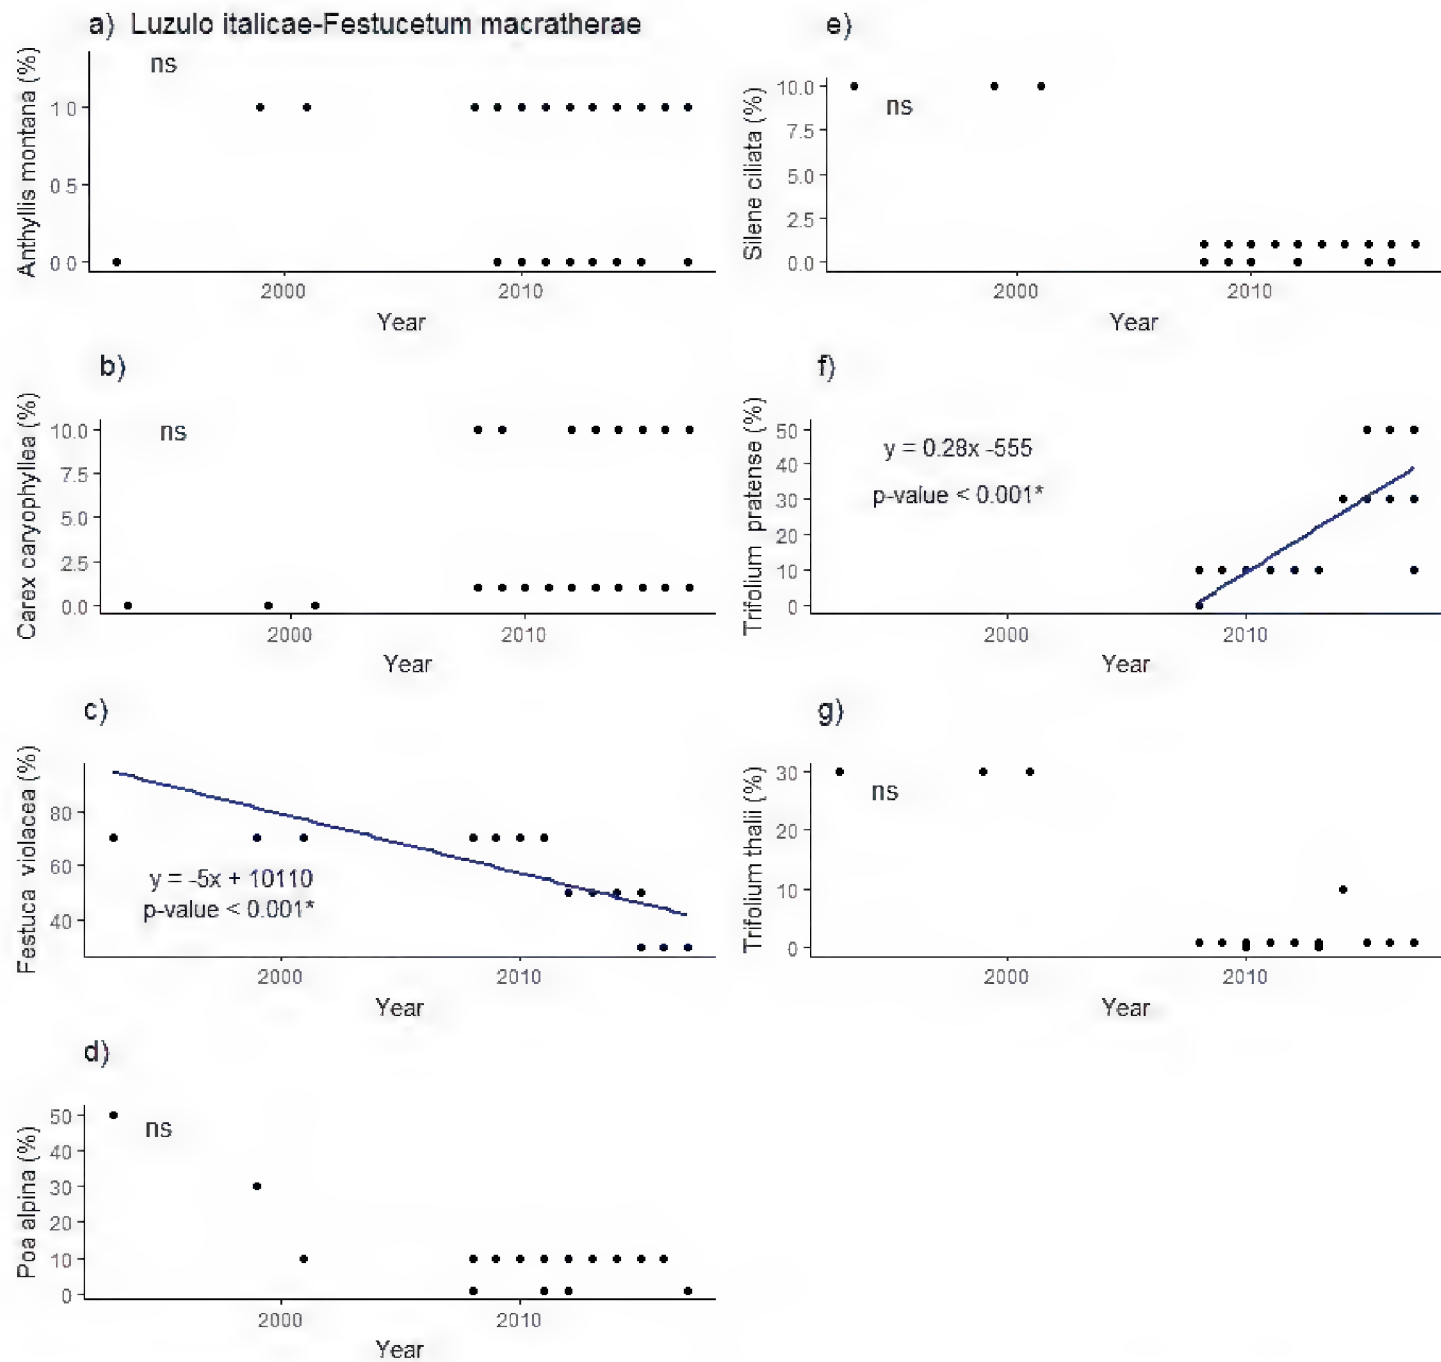 a) Luzulo italicae-Festucetum macratherae
ns
Anthyllis montana (%)
1 0
0 5
0 0
2000 2010
Year
b)
ns
Carex caryophyllea (%)
10.0
7.5
5.0
2.5
0.0
2000 2010
Year
c)
Festuca violacea (%)
80
60
40
y = -5x + 10110
p-value < 0.001*
2000 2010
Year
d)
ns
Poa alpina (%)
50
40
30
20
10
0
2000 2010
Year
e)
ns
Silene ciliata (%)
10.0
7.5
5.0
2.5
0.0
2000 2010
Year
f)
y = 0.28x -555
p-value < 0.001*
Trifolium pratense (%)
50
40
30
20
10
0
2000 2010
Year
g)
ns
Trifolium thalii (%)
30
20
10
0
2000 2010
Year